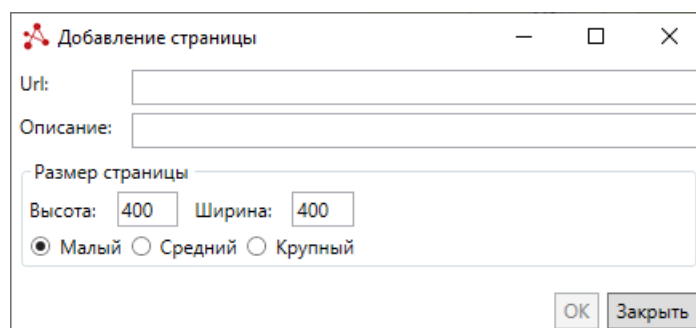 Добавление страницы
Url:
Описание:
Размер страницы
Высота: 400 Ширина: 400
Малый Средний Крупный
OK Закрыть